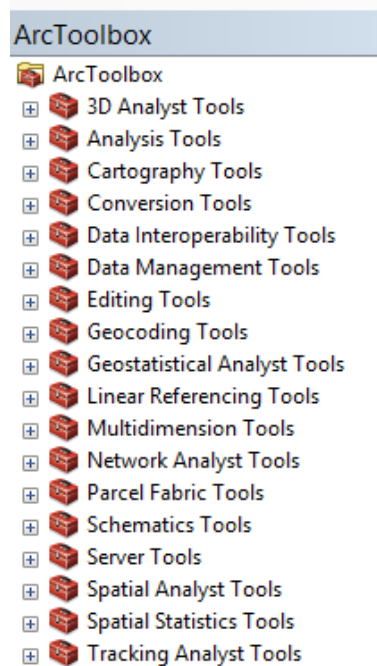 ArcToolbox
ArcToolbox
3D Analyst Tools
Analysis Tools
Cartography Tools
Conversion Tools
Data Interoperability Tools
Data Management Tools
Editing Tools
Geocoding Tools
Geostatistical Analyst Tools
Linear Referencing Tools
Multidimension Tools
Network Analyst Tools
Parcel Fabric Tools
Schematics Tools
Server Tools
Spatial Analyst Tools
Spatial Statistics Tools
Tracking Analyst Tools